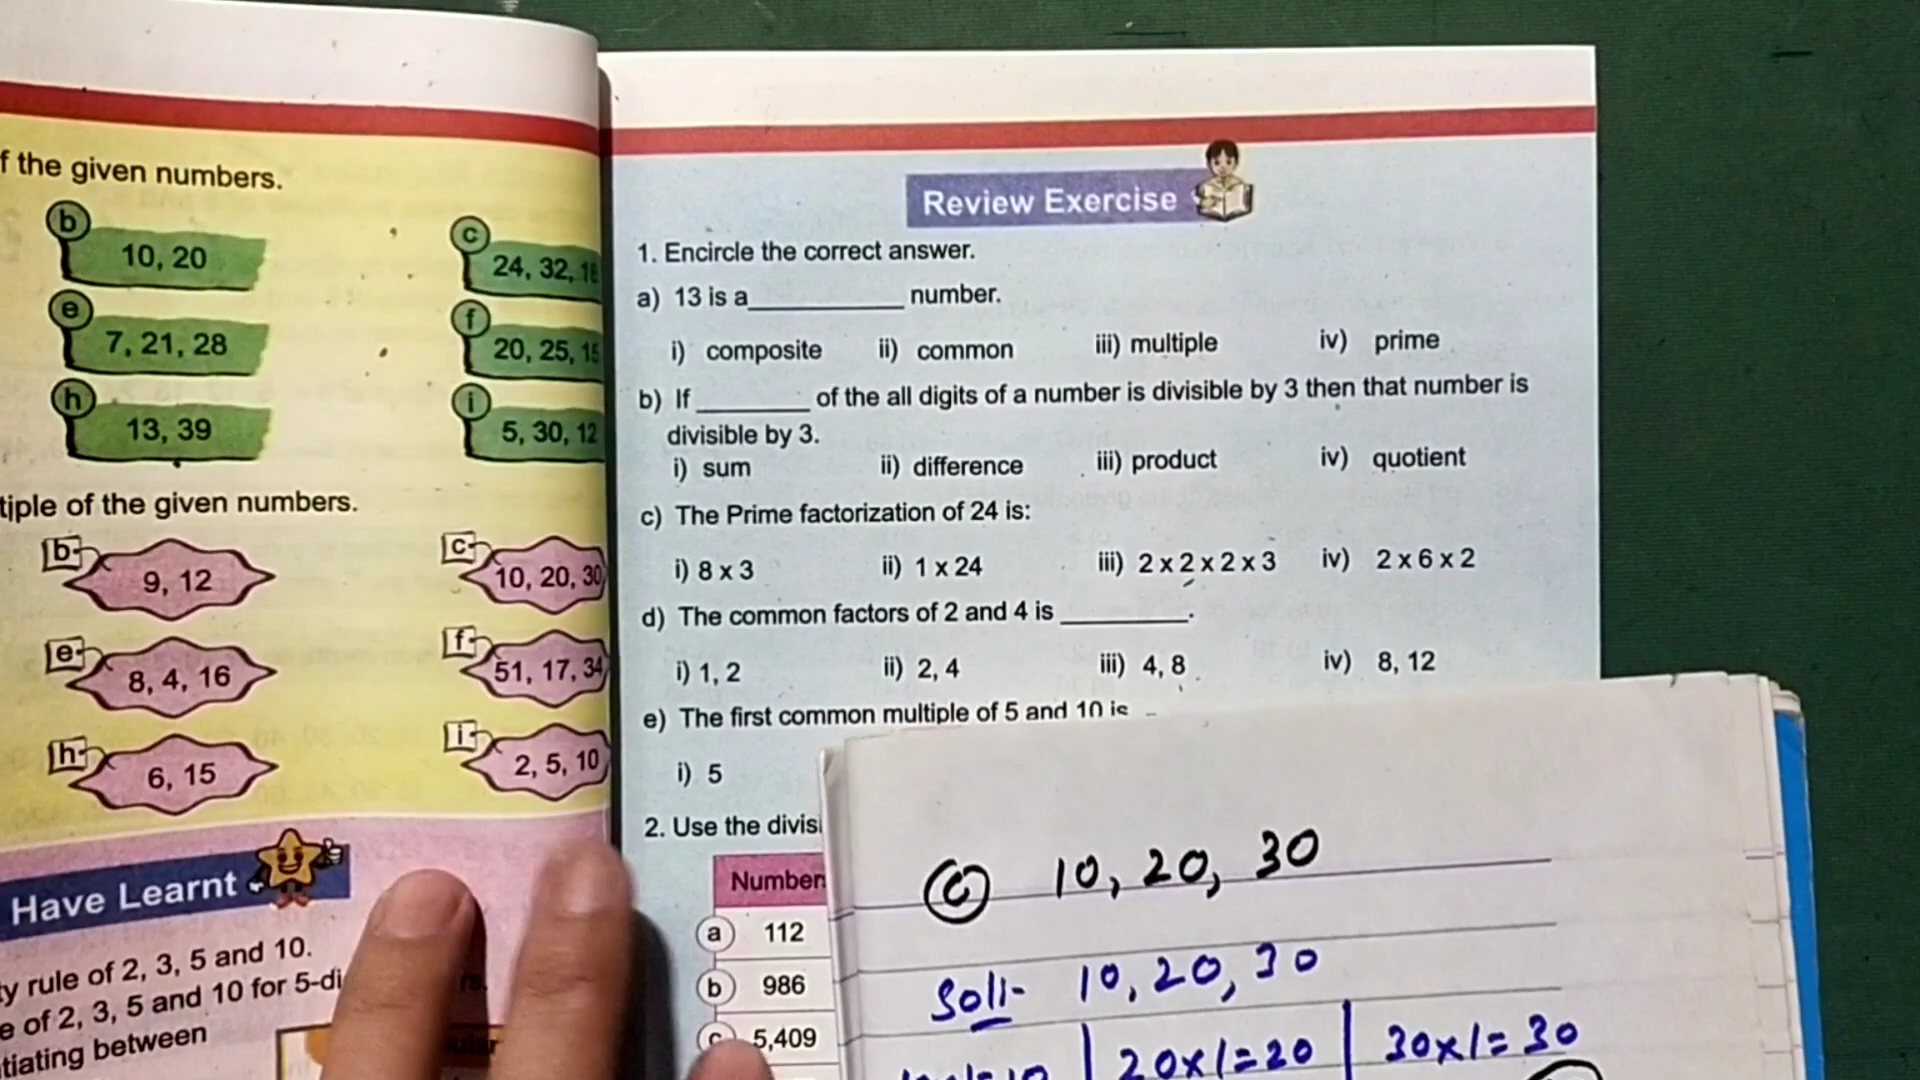 f the given numbers.
b
10, 20
c
24, 32,
e
7, 21, 28
f
20, 25, 15
h
13, 39
i
5, 30, 12
tiple of the given numbers.
b
9, 12
c
10, 20, 30
e
8, 4, 16
f
51, 17, 34
h
6, 15
i
2, 5, 10
Have Learnt
y rule of 2, 3, 5 and 10.
e of 2, 3, 5 and 10 for 5-di
tiating between
Review Exercise
1. Encircle the correct answer.
a) 13 is a__________ number.
i) composite ii) common iii) multiple iv) prime
b) If _______ of the all digits of a number is divisible by 3 then that number is
divisible by 3.
i) sum ii) difference iii) product iv) quotient
c) The Prime factorization of 24 is:
i) 8 x 3 ii) 1 x 24 iii) 2 x 2 x 2 x 3 iv) 2 x 6 x 2
d) The common factors of 2 and 4 is ________.
i) 1, 2 ii) 2, 4 iii) 4, 8 iv) 8, 12
e) The first common multiple of 5 and 10 is
i) 5
2. Use the divisi
Number
a 112
b 986
c 5,409
c 10, 20, 30
Sol:- 10, 20, 30
20x1=20 30x1=30